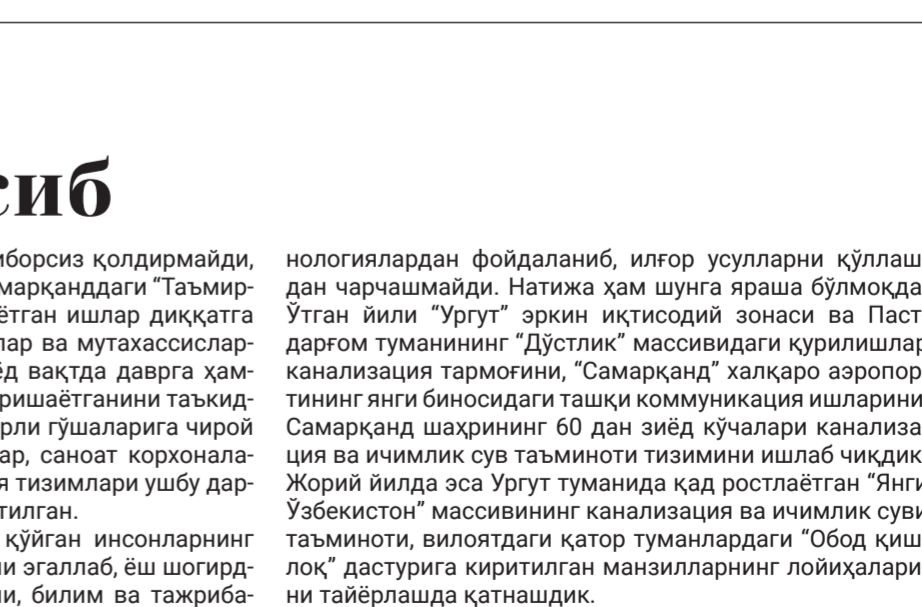 сиб
иборсиз қолдирмайди,
марқанддаги “Таъмир-
ётган ишлар диққатга
лар ва мутахассислар-
ёд вақтда даврга ҳам-
ришаётганини таъкид-
рли гўшаларига чирой
ар, саноат корхонала-
я тизимлари ушбу дар-
тилган.
қўйган инсонларнинг
ни эгаллаб, ёш шогирд-
ни, билим ва тажриба-
нологиялардан фойдаланиб, илғор усулларни қўллаш
дан чарчашмайди. Натижа ҳам шунга яраша бўлмоқда
Ўтган йили “Ургут” эркин иқтисодий зонаси ва Паст
дарғом туманининг “Дўстлик” массивидаги қурилишлар
канализация тармоғини, “Самарқанд” халқаро аэропор
тининг янги биносидаги ташқи коммуникация ишларини
Самарқанд шаҳрининг 60 дан зиёд кўчалари канализа
ция ва ичимлик сув таъминоти тизимини ишлаб чиқдик
Жорий йилда эса Ургут туманида қад ростлаётган “Янги
Ўзбекистон” массивининг канализация ва ичимлик суви
таъминоти, вилоятдаги қатор туманлардаги “Обод қиш
лоқ” дастурига киритилган манзилларнинг лойиҳалари
ни тайёрлашда қатнашдик.